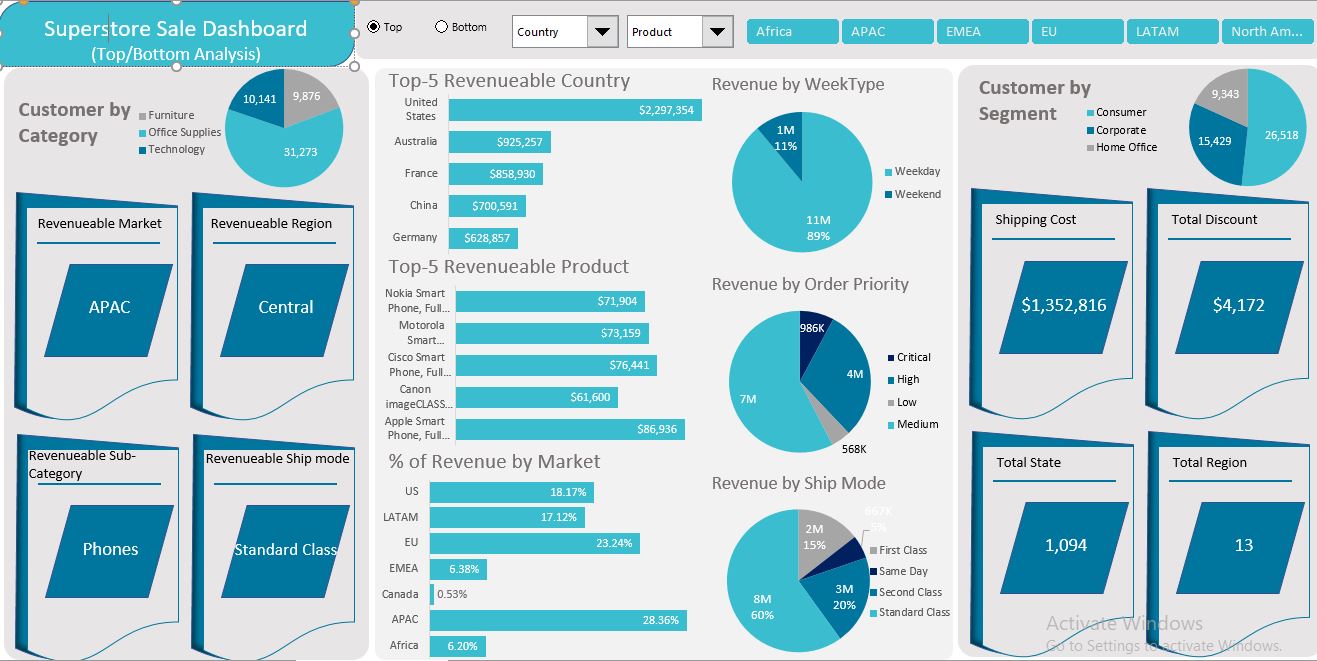 Superstore Sale Dashboard
(Top/Bottom Analysis)
Top
Bottom
Country
Product
Africa
APAC
EMEA
EU
LATAM
North Am...
Customer by
Category
Furniture
Office Supplies
Technology
10,141
9,876
31,273
Revenueable Market
APAC
Revenueable Region
Central
Revenueable Sub-
Category
Phones
Revenueable Ship mode
Standard Class
Top-5 Revenueable Country
United
States
$2,297,354
Australia
$925,257
France
$858,930
China
$700,591
Germany
$628,857
Top-5 Revenueable Product
Nokia Smart
Phone, Full...
$71,904
Motorola
Smart...
$73,159
Cisco Smart
Phone, Full...
$76,441
Canon
imageCLASS...
$61,600
Apple Smart
Phone, Full...
$86,936
% of Revenue by Market
US
18.17%
LATAM
17.12%
EU
23.24%
EMEA
6.38%
Canada
0.53%
APAC
28.36%
Africa
6.20%
Revenue by WeekType
1M
11%
11M
89%
Weekday
Weekend
Revenue by Order Priority
986K
4M
7M
568K
Critical
High
Low
Medium
Revenue by Ship Mode
667K
5%
2M
15%
3M
20%
8M
60%
First Class
Same Day
Second Class
Standard Class
Customer by
Segment
Consumer
Corporate
Home Office
9,343
15,429
26,518
Shipping Cost
$1,352,816
Total Discount
$4,172
Total State
1,094
Total Region
13
Activate Windows
Go to Settings to activate Windows.